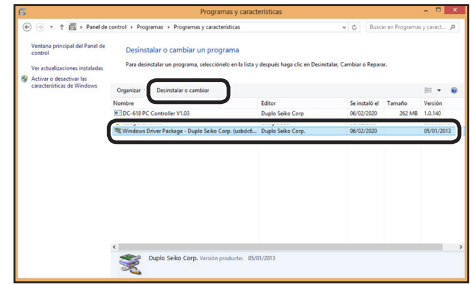 Programas y características
Panel de control ▸ Programas ▸ Programas y características
Buscar en Programas y caract...
Ventana principal del Panel de
control
Ver actualizaciones instaladas
Activar o desactivar las
características de Windows
Desinstalar o cambiar un programa
Para desinstalar un programa, selecciónelo en la lista y después haga clic en Desinstalar, Cambiar o Reparar.
Organizar Desinstalar o cambiar
Nombre Editor Se instaló el Tamaño Versión
DC-618 PC Controller V1.03 Duplo Seiko Corp 06/02/2020 262 MB 1.0.140
Windows Driver Package - Duplo Seiko Corp. (usbdc6... Duplo Seiko Corp. 06/02/2020 05/01/2013
Duplo Seiko Corp. Versión producto: 05/01/2013